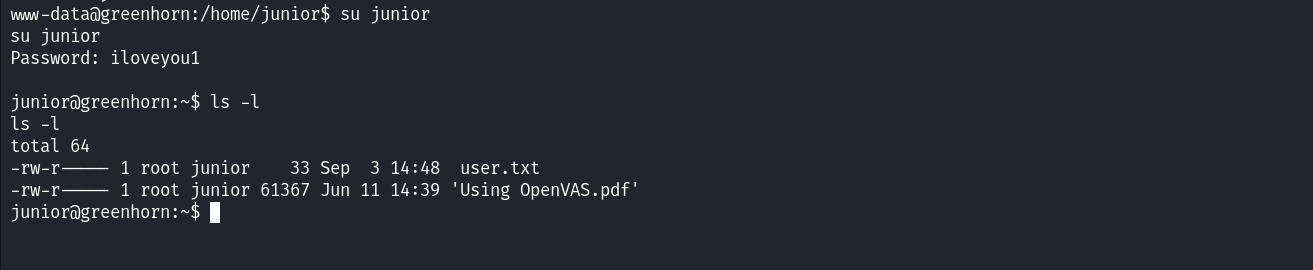 www-data@greenhorn:/home/junior$ su junior
su junior
Password: iloveyou1
junior@greenhorn:~$ ls -l
ls -l
total 64
-rw-r----- 1 root junior    33 Sep  3 14:48  user.txt
-rw-r----- 1 root junior 61367 Jun 11 14:39 'Using OpenVAS.pdf'
junior@greenhorn:~$